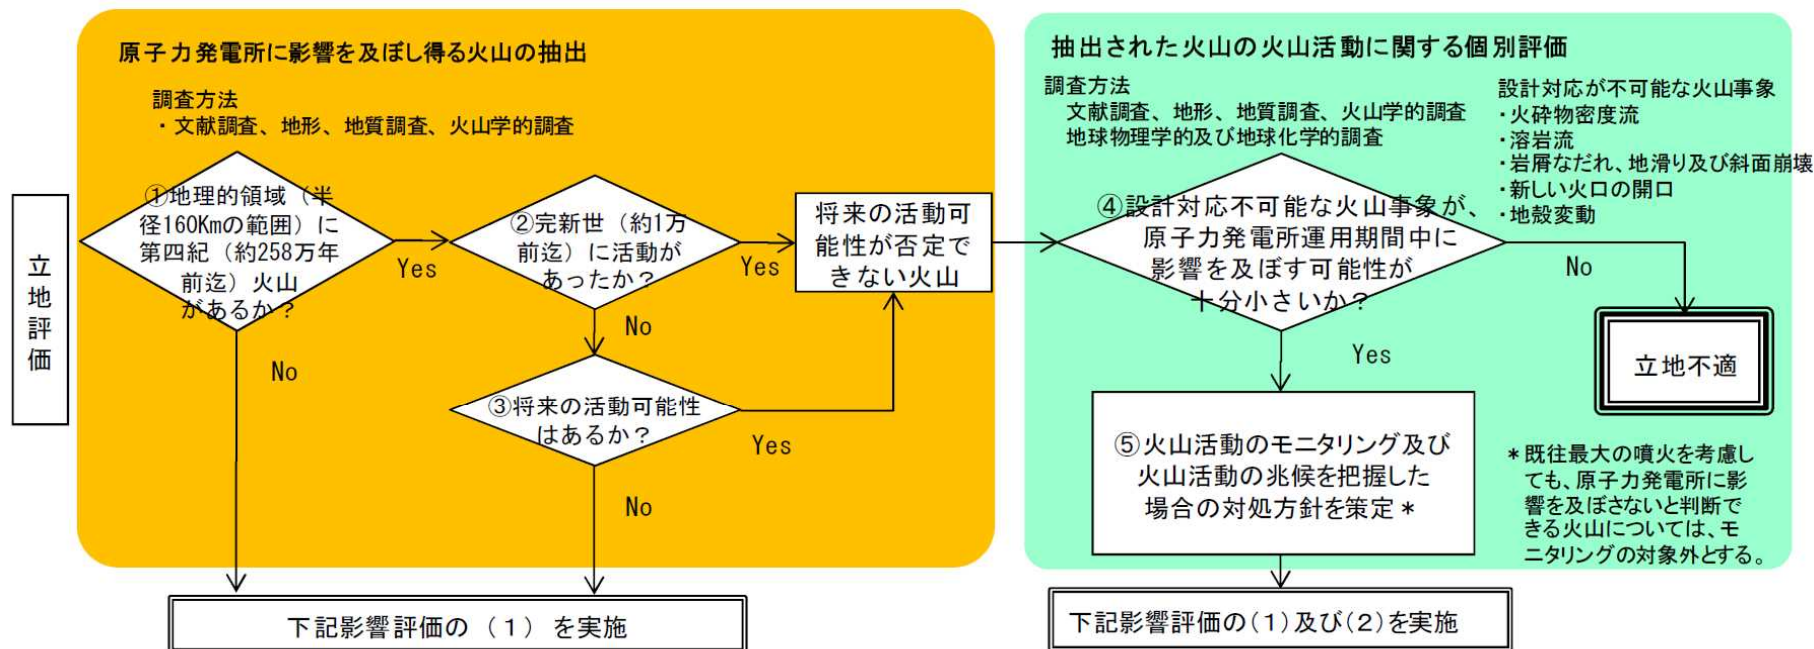 原子力発電所に影響を及ぼし得る火山の抽出
調査方法
・文献調査、地形、地質調査、火山学的調査
立地評価
①地理的領域（半
径160Kmの範囲）に
第四紀（約258万年
前迄）火山
があるか？
Yes
No
②完新世（約1万
前迄）に活動が
あったか？
Yes
No
③将来の活動可能性
はあるか？
Yes
No
将来の活動可
能性が否定で
きない火山
下記影響評価の（1）を実施
抽出された火山の火山活動に関する個別評価
調査方法
文献調査、地形、地質調査、火山学的調査
地球物理学的及び地球化学的調査
設計対応が不可能な火山事象
・火砕物密度流
・溶岩流
・岩屑なだれ、地滑り及び斜面崩壊
・新しい火口の開口
・地殻変動
④設計対応不可能な火山事象が、
原子力発電所運用期間中に
影響を及ぼす可能性が
十分小さいか？
No
Yes
立地不適
⑤火山活動のモニタリング及び
火山活動の兆候を把握した
場合の対処方針を策定＊
＊既往最大の噴火を考慮し
ても、原子力発電所に影
響を及ぼさないと判断で
きる火山については、モ
ニタリングの対象外とする。
下記影響評価の(1)及び(2)を実施